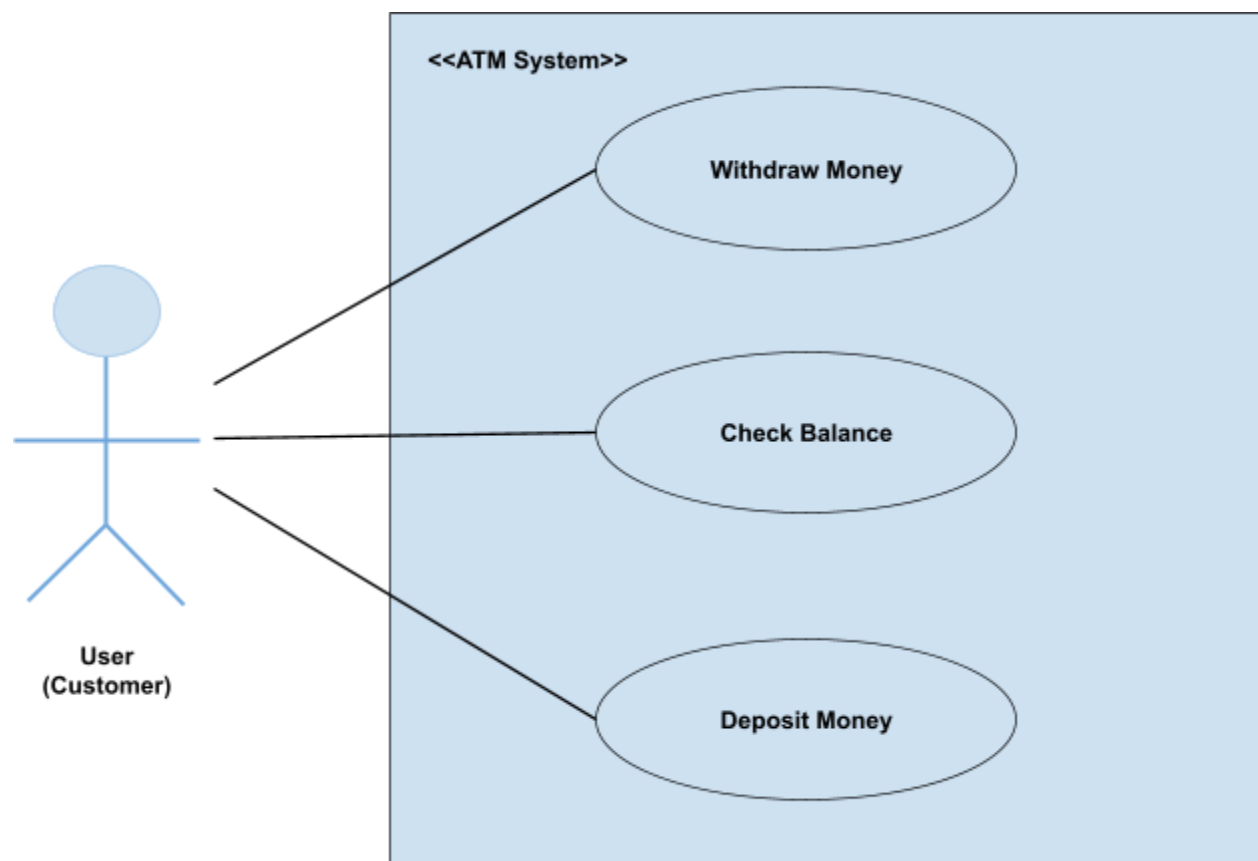 <<ATM System>>
Withdraw Money
Check Balance
Deposit Money
User
(Customer)